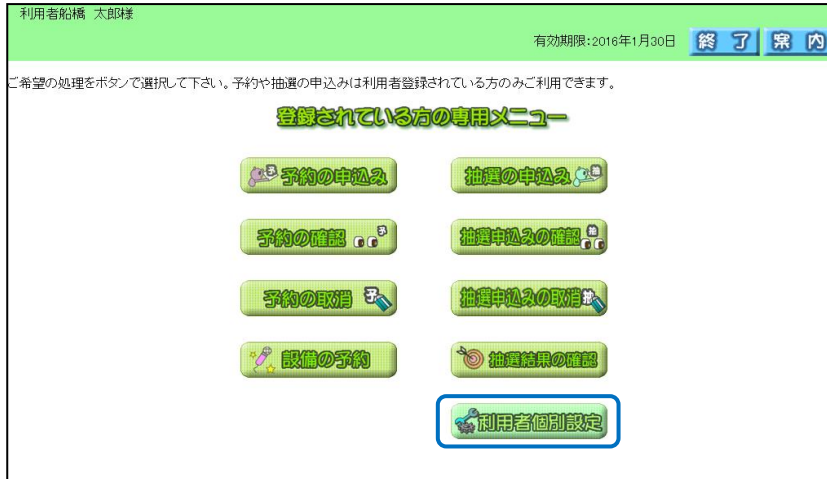 利用者船橋 太郎様
有効期限:2016年1月30日 終 了 案 内
ご希望の処理をボタンで選択して下さい。予約や抽選の申込みは利用者登録されている方のみご利用できます。
登録されている方の専用メニュー
予約の申込み 予 抽選の申込み 抽
予約の確認 予 抽選申込みの確認 抽
予約の取消 予 抽選申込みの取消 抽
設備の予約 抽選結果の確認
利用者個別設定